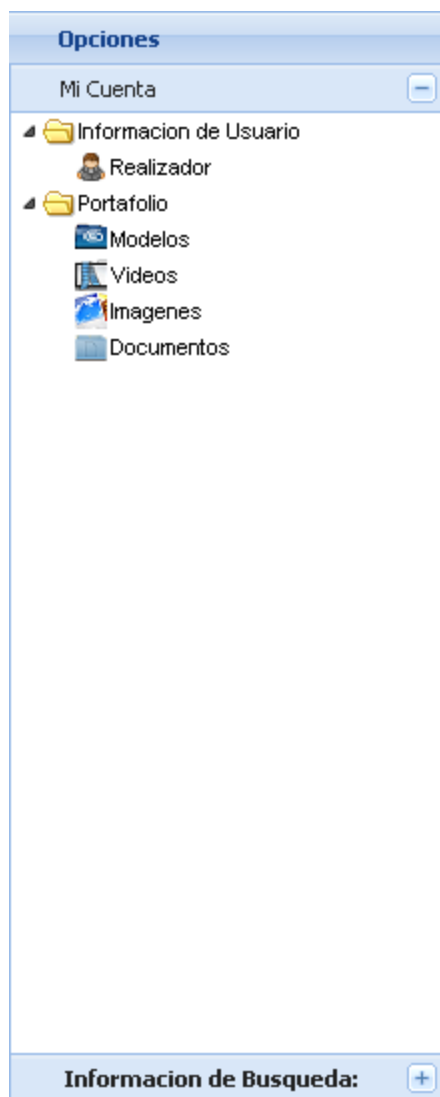 Opciones
Mi Cuenta
Informacion de Usuario
Realizador
Portafolio
Modelos
Videos
Imagenes
Documentos
Informacion de Busqueda: